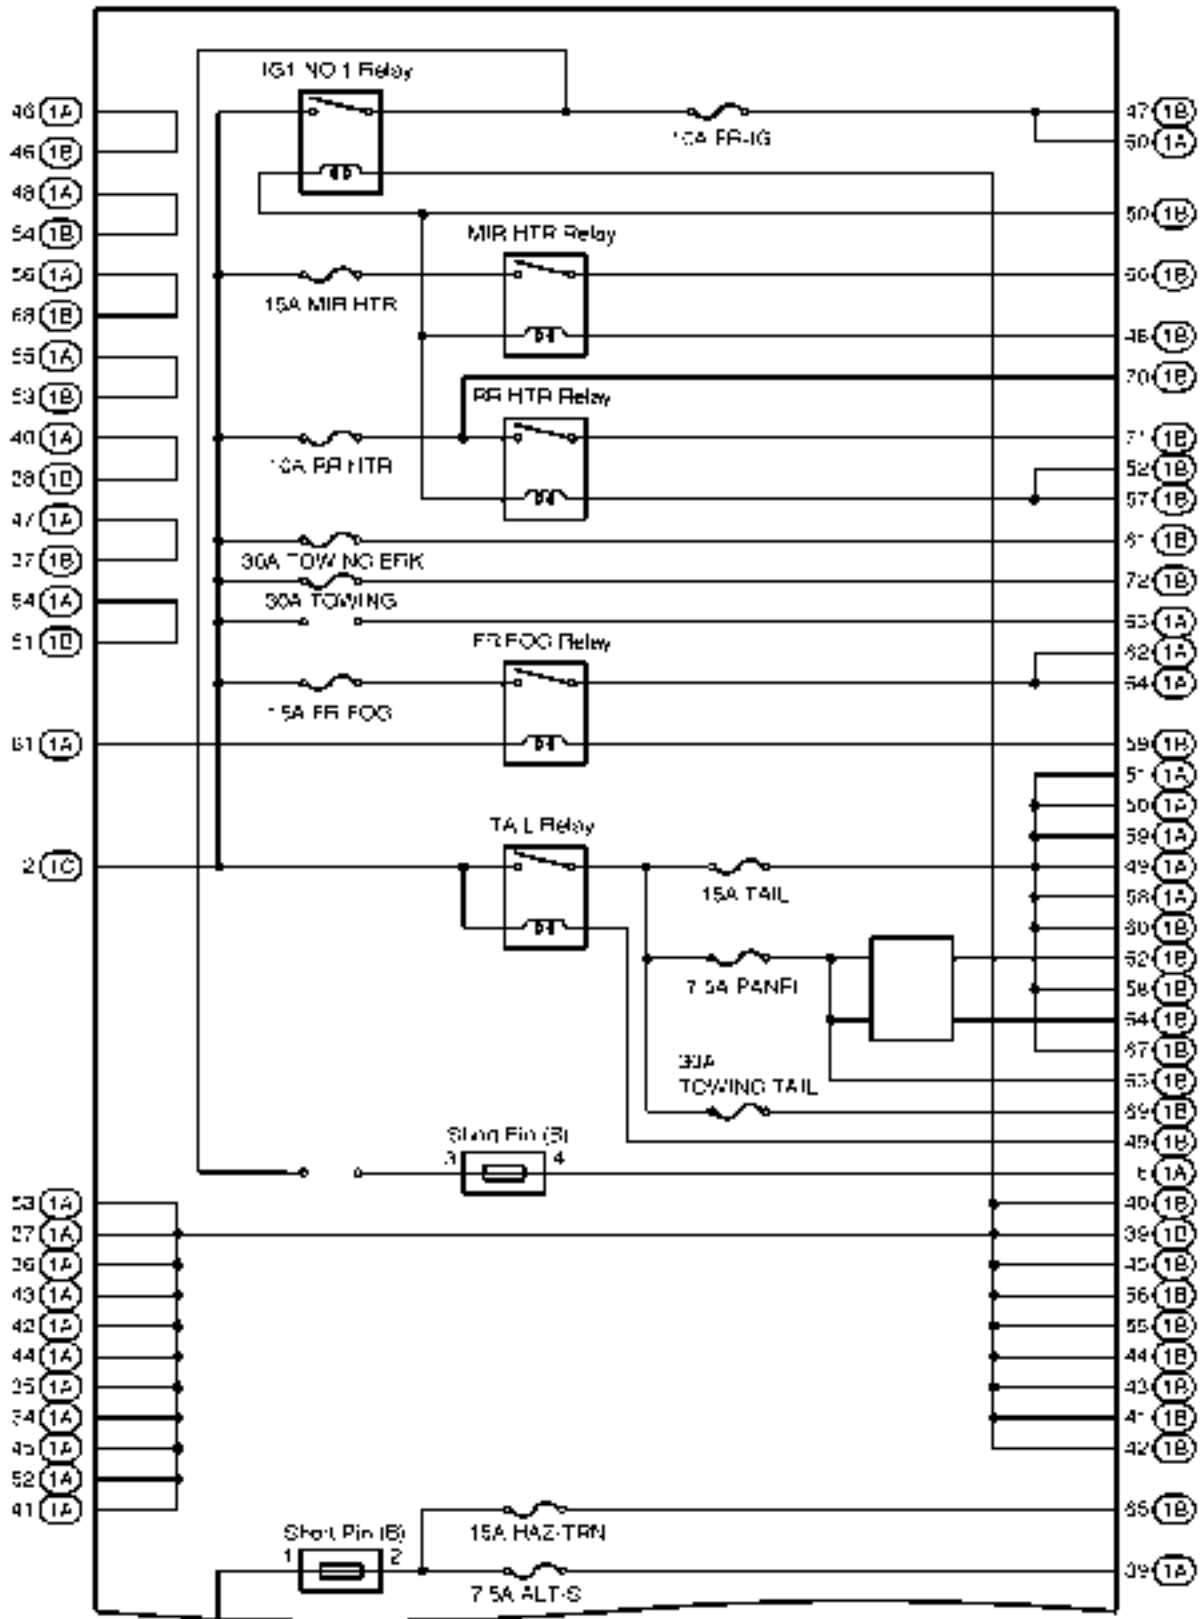 IG1 NO.1 Relay
46 1A
47 1B
10A FR-IG
50 1A
46 1B
48 1A
50 1B
54 1B
MIR HTR Relay
56 1A
15A MIR HTR
1B
68 1B
1B
55 1A
70 1B
53 1B
RR HTR Relay
40 1A
10A RR HTR
71 1B
52 1B
38 1B
57 1B
47 1A
61 1B
30A TOWING BRK
37 1B
72 1B
54 1A
30A TOWING
53 1A
51 1B
FR FOG Relay
62 1A
15A FR FOG
64 1A
61 1A
59 1B
51 1A
TAIL Relay
50 1A
59 1A
2 1C
49 1A
15A TAIL
58 1A
60 1B
62 1B
7.5A PANEL
58 1B
64 1B
67 1B
30A
TOWING TAIL
63 1B
69 1B
Short Pin (B)
49 1B
3 4
1A
53 1A
40 1B
37 1A
39 1B
36 1A
45 1B
43 1A
56 1B
42 1A
55 1B
44 1A
44 1B
35 1A
43 1B
34 1A
41 1B
45 1A
42 1B
52 1A
41 1A
65 1B
15A HAZ-TRN
Short Pin (B)
1 2
39 1A
7.5A ALT-S